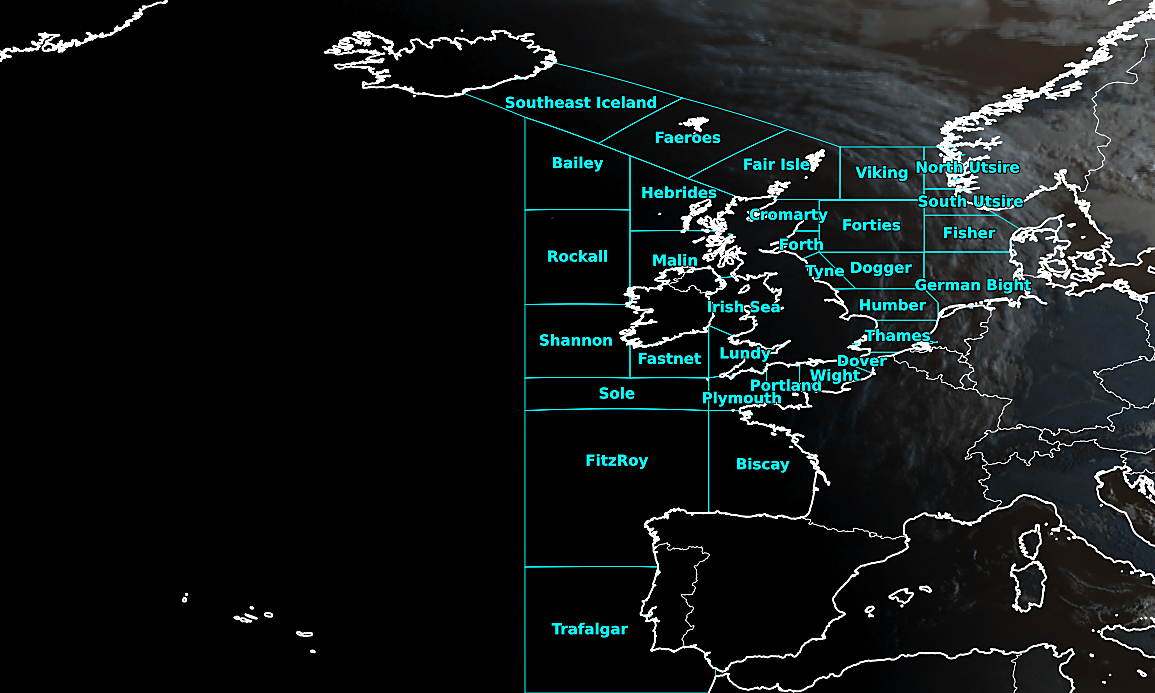 Southeast Iceland
Faeroes
Bailey
Fair Isle
Viking
North Utsire
Hebrides
South Utsire
Cromarty
Forties
Fisher
Forth
Rockall
Malin
Tyne
Dogger
German Bight
Irish Sea
Humber
Shannon
Thames
Fastnet
Lundy
Dover
Wight
Portland
Sole
Plymouth
FitzRoy
Biscay
Trafalgar